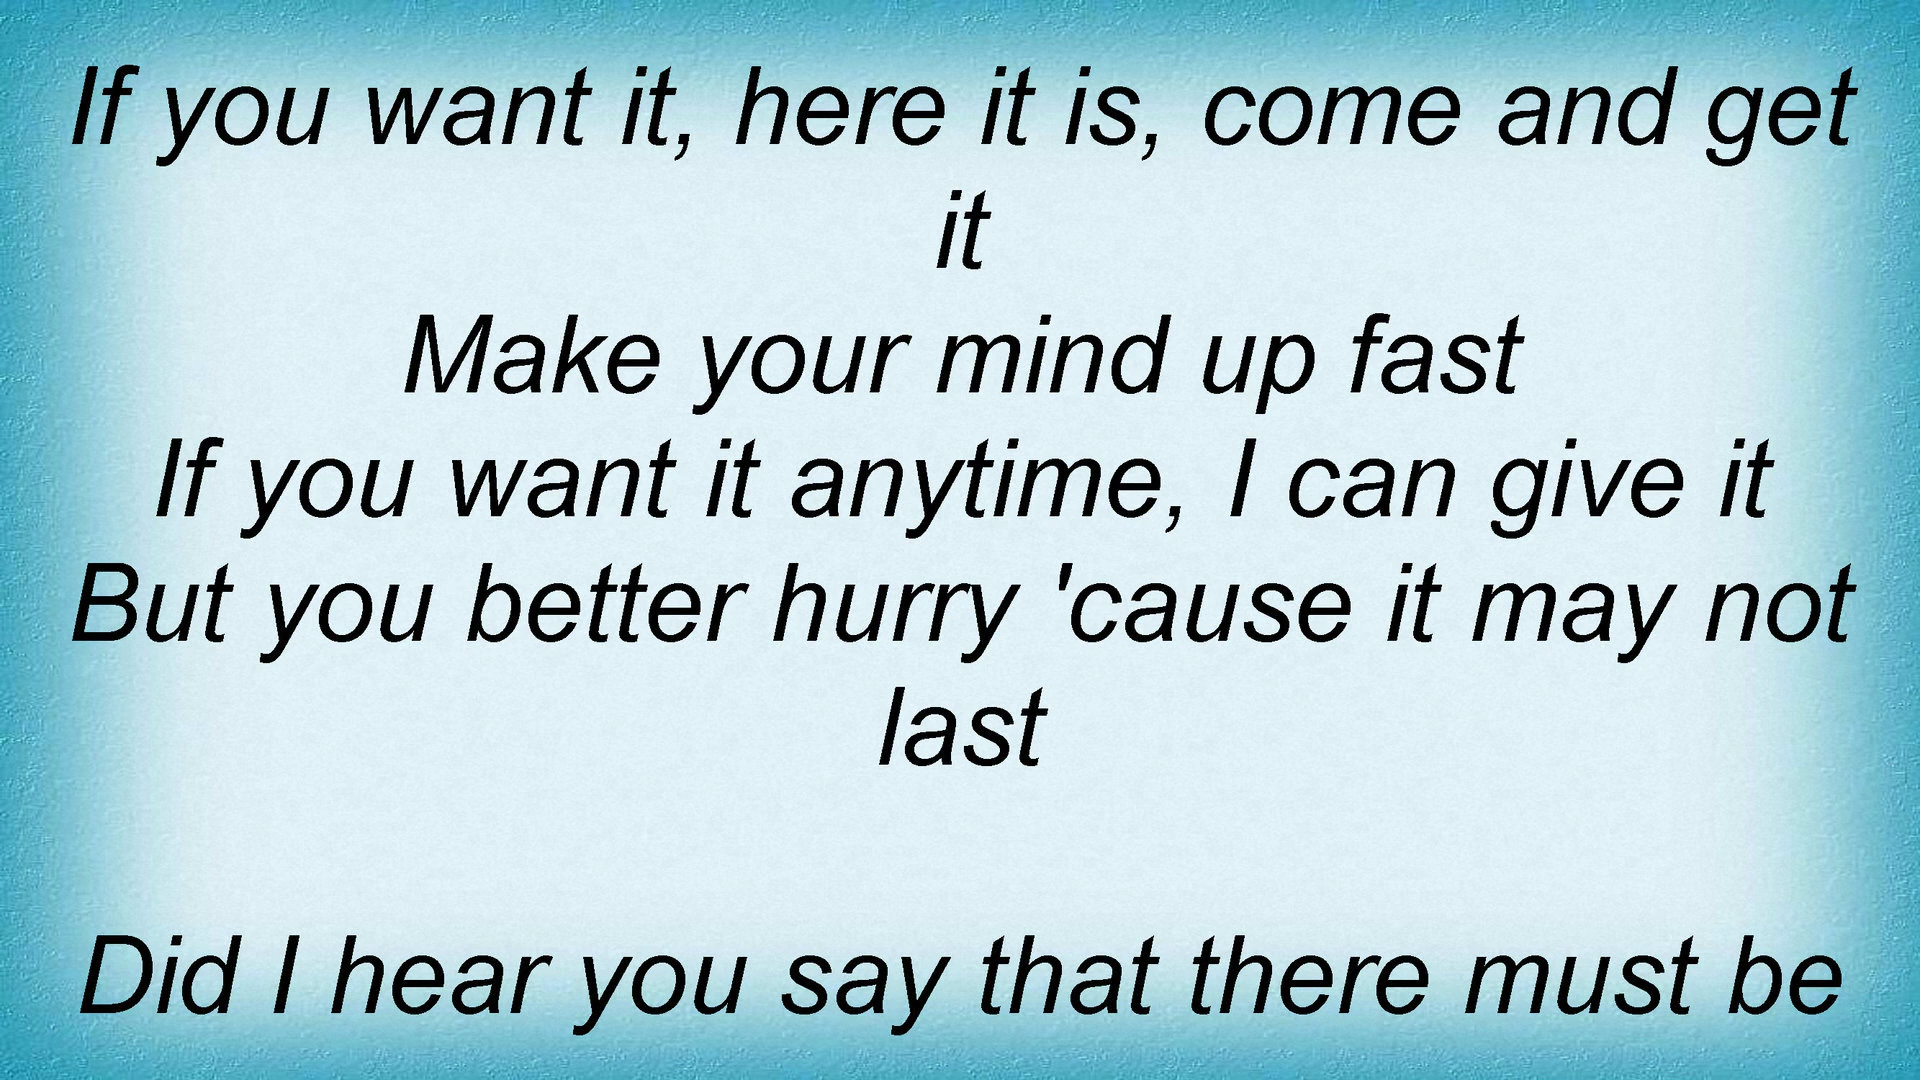 If you want it, here it is, come and get
it
Make your mind up fast
If you want it anytime, I can give it
But you better hurry 'cause it may not
last
Did I hear you say that there must be